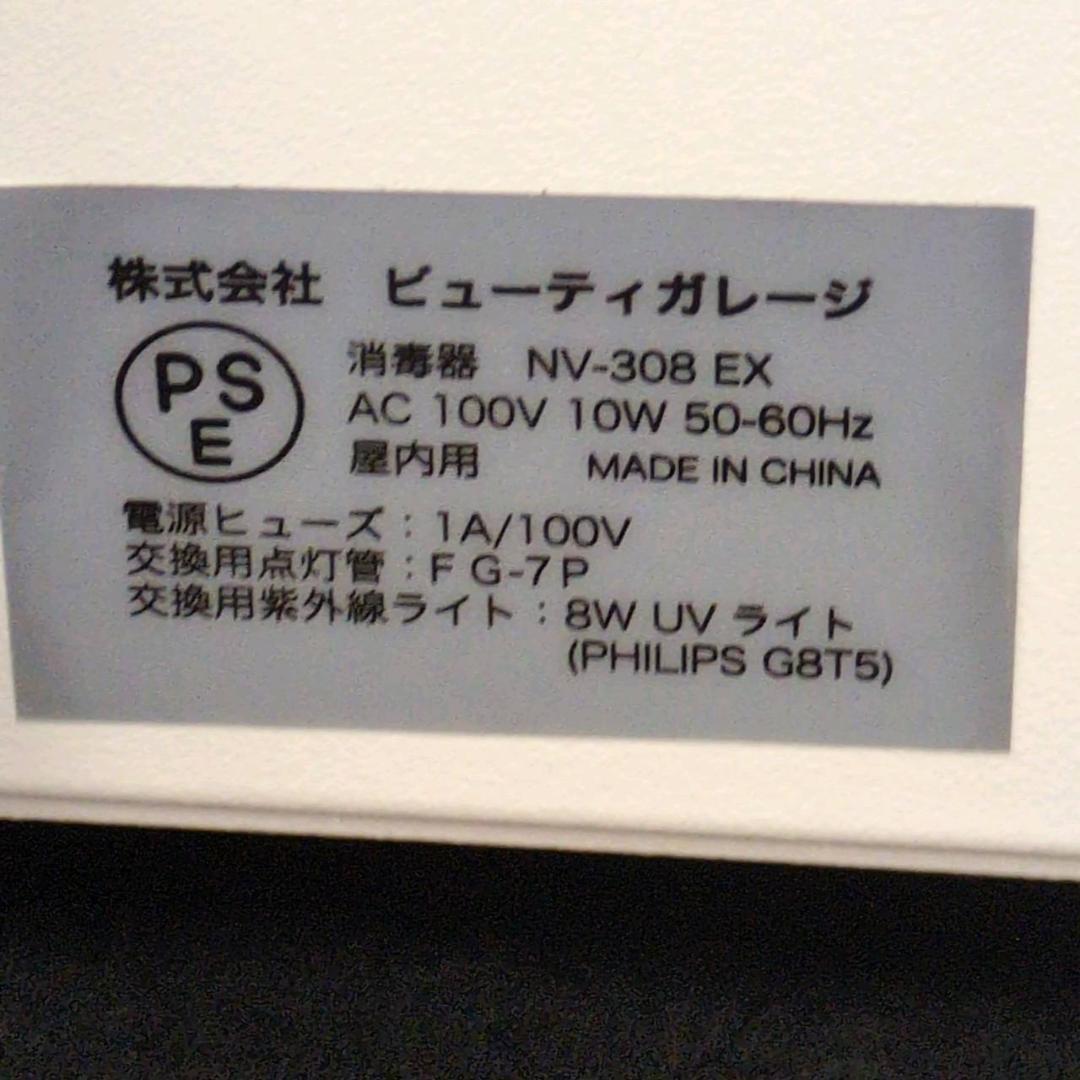 株式会社 ビューティガレージ
PS
E
消毒器 NV-308 EX
AC 100V 10W 50-60Hz
屋内用 MADE IN CHINA
電源ヒューズ：1A/100V
交換用点灯管：F G-7P
交換用紫外線ライト：8W UV ライト
(PHILIPS G8T5)